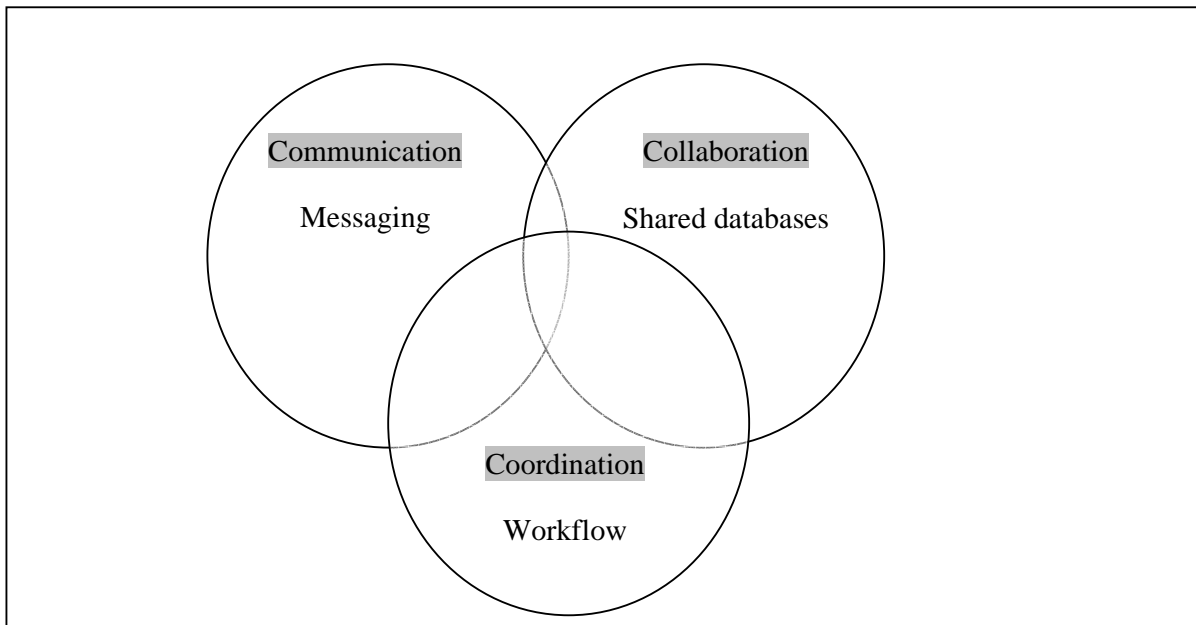 Communication
Messaging
Collaboration
Shared databases
Coordination
Workflow